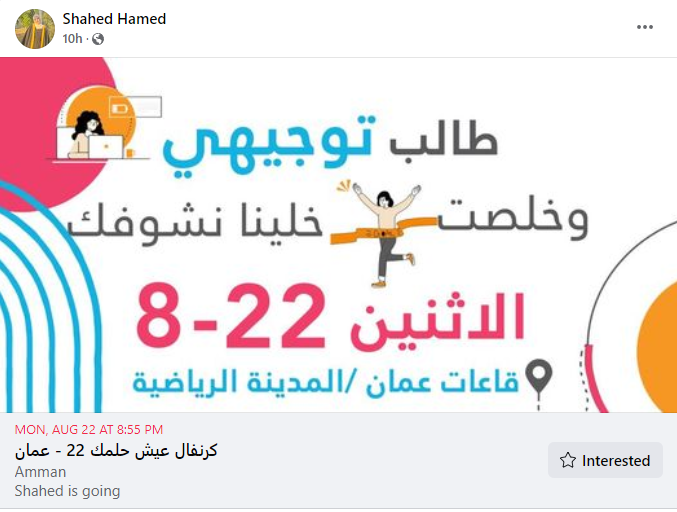 Shahed Hamed
10h ·
طالب توجيهي
وخلصت خلينا نشوفك
الاثنين 22-8
قاعات عمان /المدينة الرياضية
MON, AUG 22 AT 8:55 PM
كرنفال عيش حلمك 22 - عمان
Amman
Shahed is going
Interested